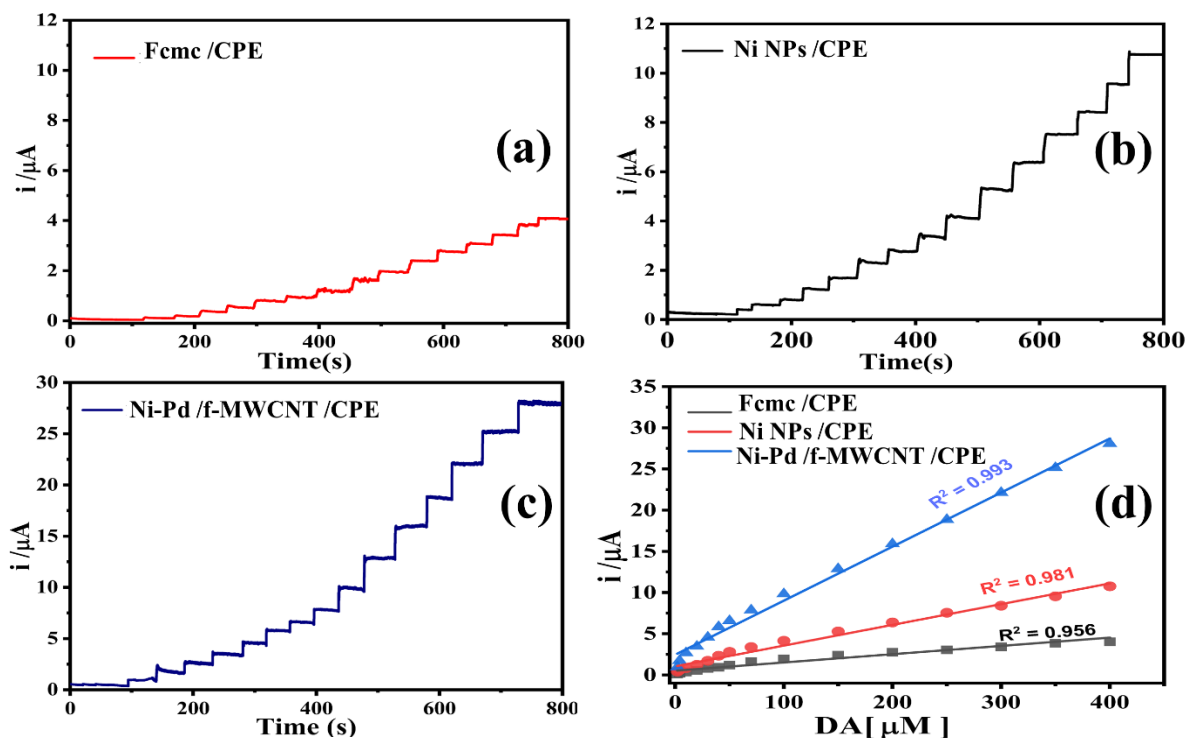 12
10
8
6
4
2
0
i /µA
Fcmc /CPE
(a)
200
400
600
800
Time(s)
12
10
8
6
4
2
0
i /µA
Ni NPs /CPE
(b)
200
400
600
800
Time(s)
30
25
20
15
10
5
0
i /µA
Ni-Pd /f-MWCNT /CPE
(c)
0
200
400
600
800
Time (s)
35
30
25
20
15
10
5
0
i /µA
Fcmc /CPE
Ni NPs /CPE
Ni-Pd /f-MWCNT /CPE
R² = 0.993
R² = 0.981
R² = 0.956
(d)
0
100
200
300
400
DA[ µM ]